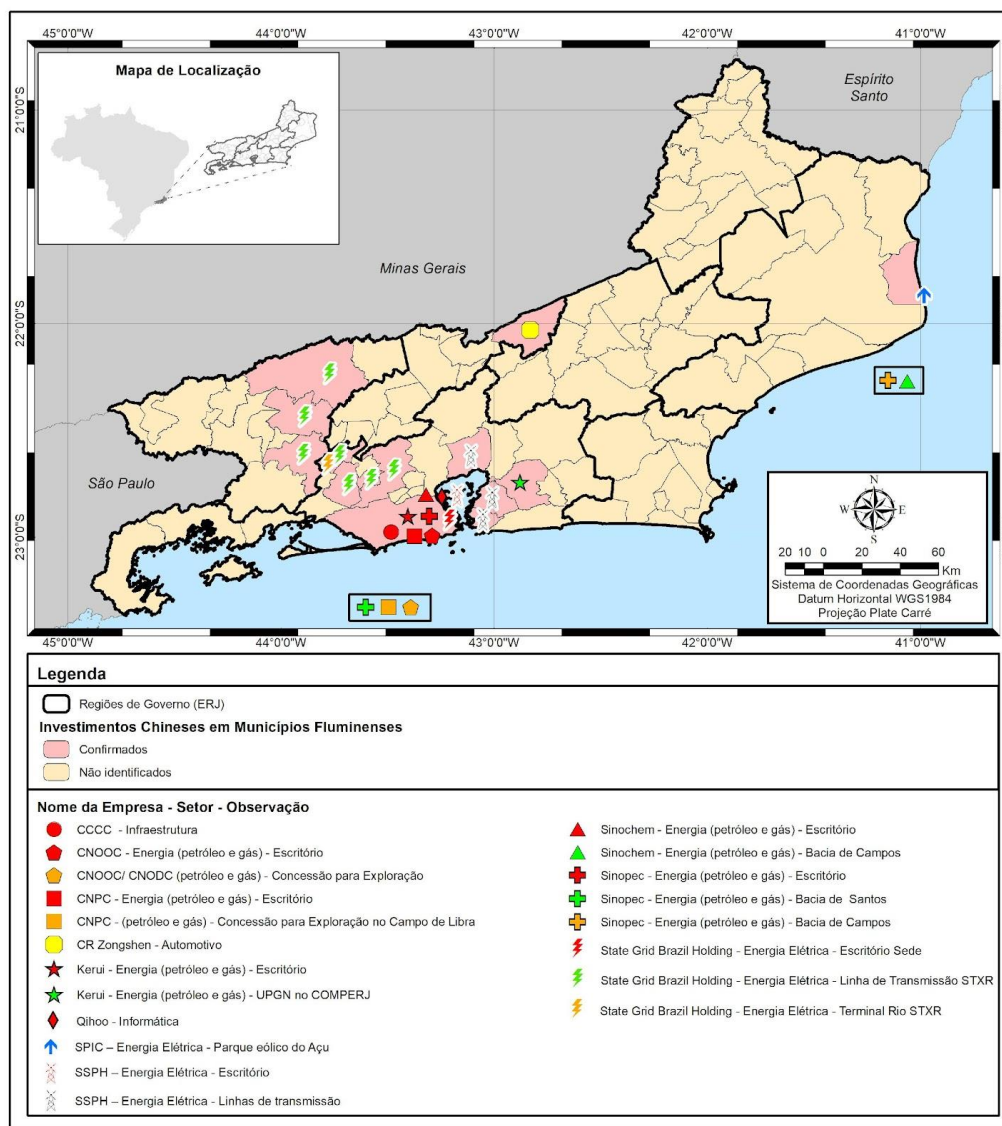 45°0'0"W 44°0'0"W 43°0'0"W 42°0'0"W 41°0'0"W
Mapa de Localização
Espírito
Santo
21°0'0"S
21°0'0"S
Minas Gerais
22°0'0"S
22°0'0"S
São Paulo
23°0'0"S
23°0'0"S
N
W E
S
20 10 0 20 40 60
Km
Sistema de Coordenadas Geográficas
Datum Horizontal WGS1984
Projeção Plate Carré
45°0'0"W 44°0'0"W 43°0'0"W 42°0'0"W 41°0'0"W
Legenda
Regiões de Governo (ERJ)
Investimentos Chineses em Municípios Fluminenses
Confirmados
Não identificados
Nome da Empresa - Setor - Observação
CCCC - Infraestrutura
CNOOC - Energia (petróleo e gás) - Escritório
CNOOC/ CNODC (petróleo e gás) - Concessão para Exploração
CNPC - Energia (petróleo e gás) - Escritório
CNPC - (petróleo e gás) - Concessão para Exploração no Campo de Libra
CR Zongshen - Automotivo
Kerui - Energia (petróleo e gás) - Escritório
Kerui - Energia (petróleo e gás) - UPGN no COMPERJ
Qihoo - Informática
SPIC – Energia Elétrica - Parque eólico do Açu
SSPH – Energia Elétrica - Escritório
SSPH – Energia Elétrica - Linhas de transmissão
Sinochem - Energia (petróleo e gás) - Escritório
Sinochem - Energia (petróleo e gás) - Bacia de Campos
Sinopec - Energia (petróleo e gás) - Escritório
Sinopec - Energia (petróleo e gás) - Bacia de Santos
Sinopec - Energia (petróleo e gás) - Bacia de Campos
State Grid Brazil Holding - Energia Elétrica - Escritório Sede
State Grid Brazil Holding - Energia Elétrica - Linha de Transmissão STXR
State Grid Brazil Holding - Energia Elétrica - Terminal Rio STXR